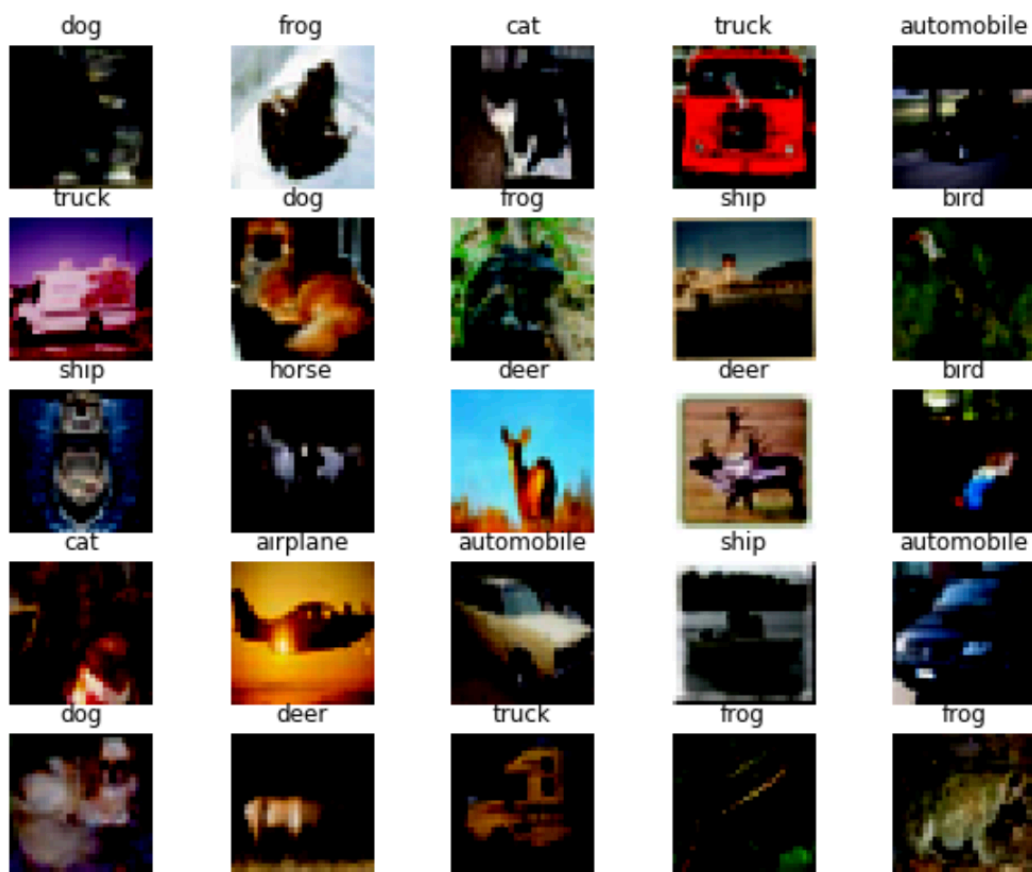 dog frog cat truck automobile
truck dog frog ship bird
ship horse deer deer bird
cat airplane automobile ship automobile
dog deer truck frog frog